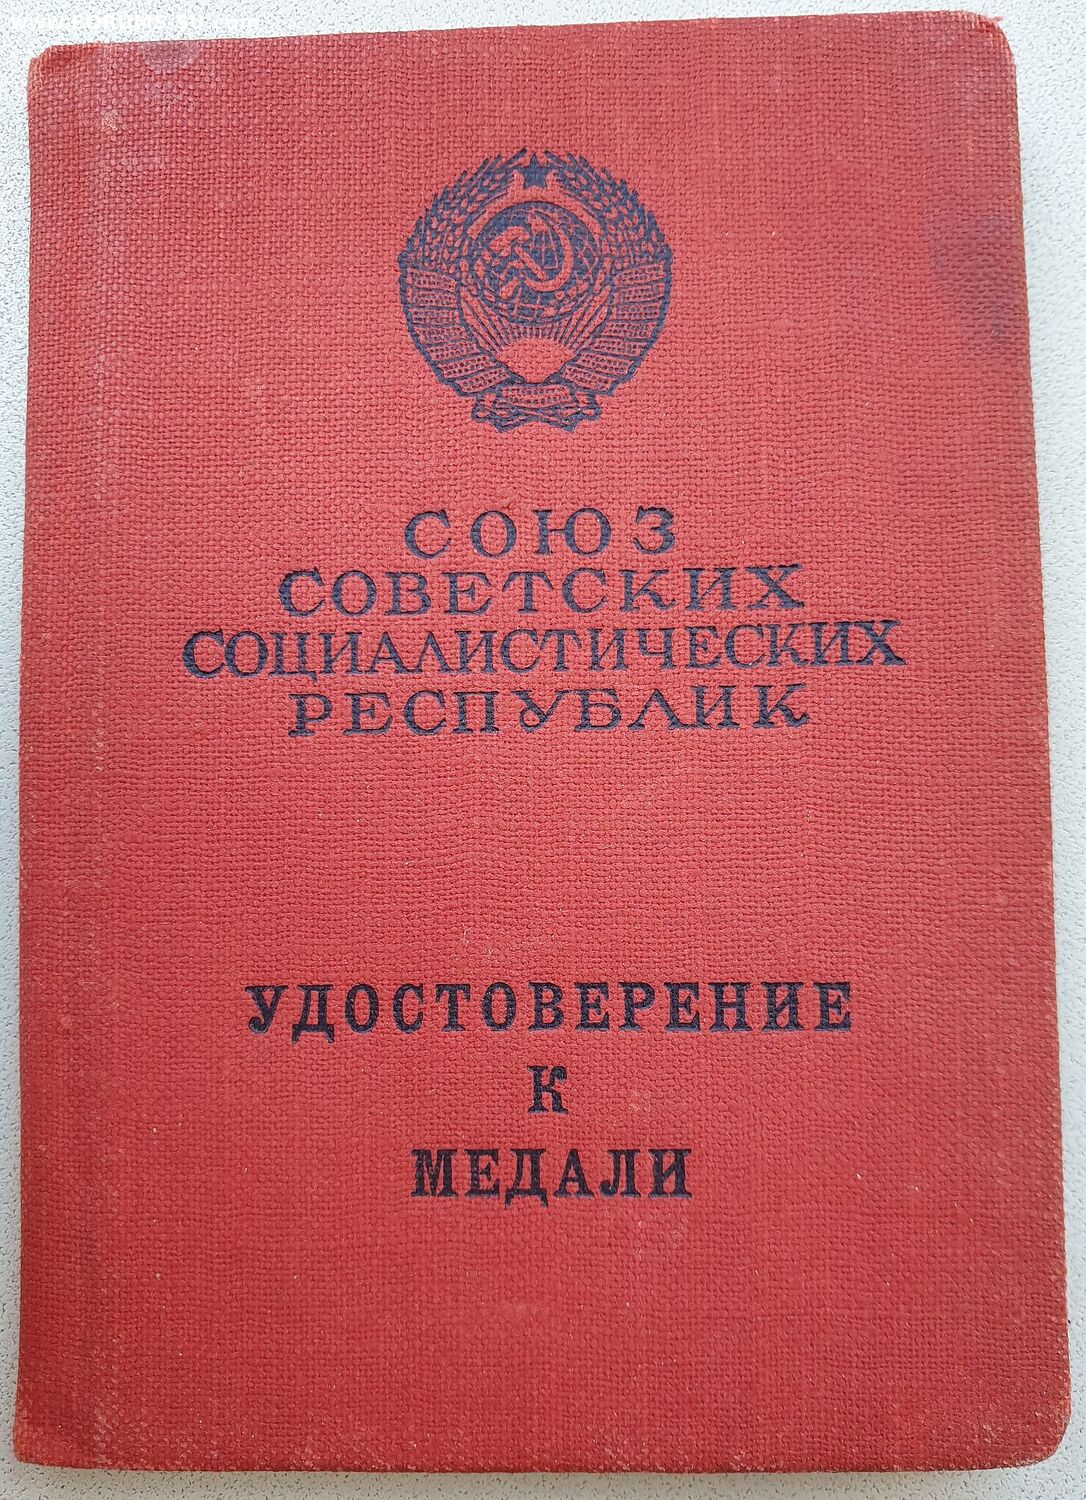 СОЮЗ
СОВЕТСКИХ
СОЦИАЛИСТИЧЕСКИХ
РЕСПУБЛИК
УДОСТОВЕРЕНИЕ
К
МЕДАЛИ